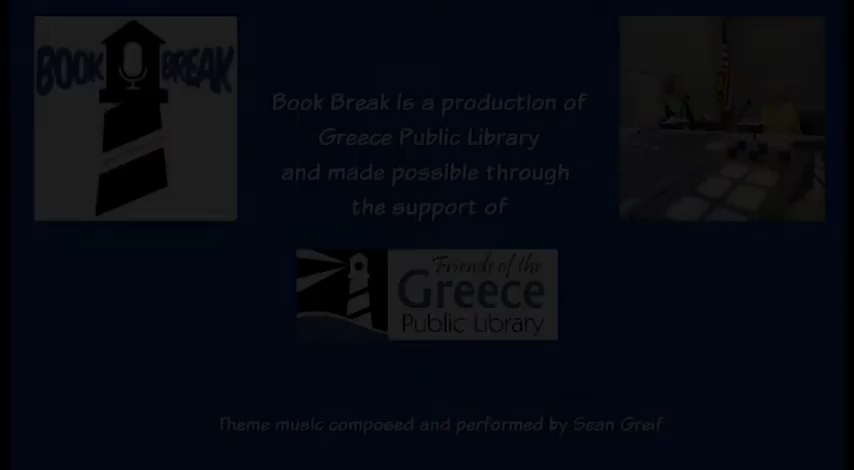 BOOK BREAK
Book Break is a production of
Greece Public Library
and made possible through
the support of
Friends of the
Greece
Public Library
Theme music composed and performed by Sean Greif